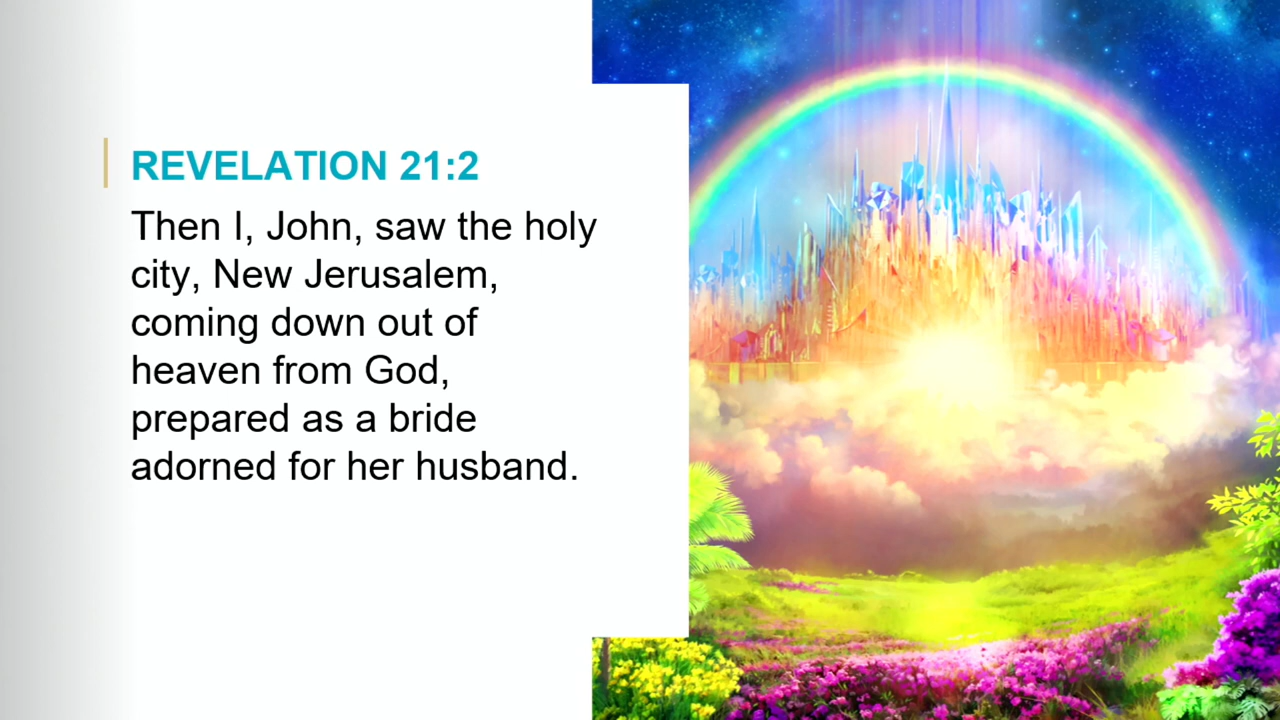 REVELATION 21:2
Then I, John, saw the holy
city, New Jerusalem,
coming down out of
heaven from God,
prepared as a bride
adorned for her husband.